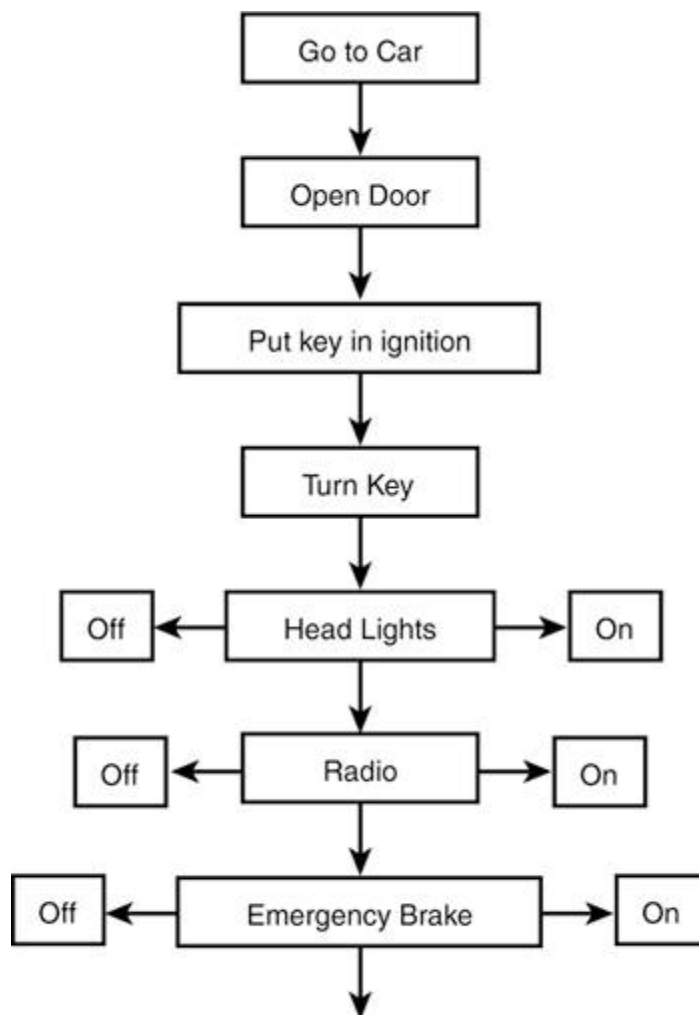 Go to Car
Open Door
Put key in ignition
Turn Key
Off
Head Lights
On
Off
Radio
On
Off
Emergency Brake
On